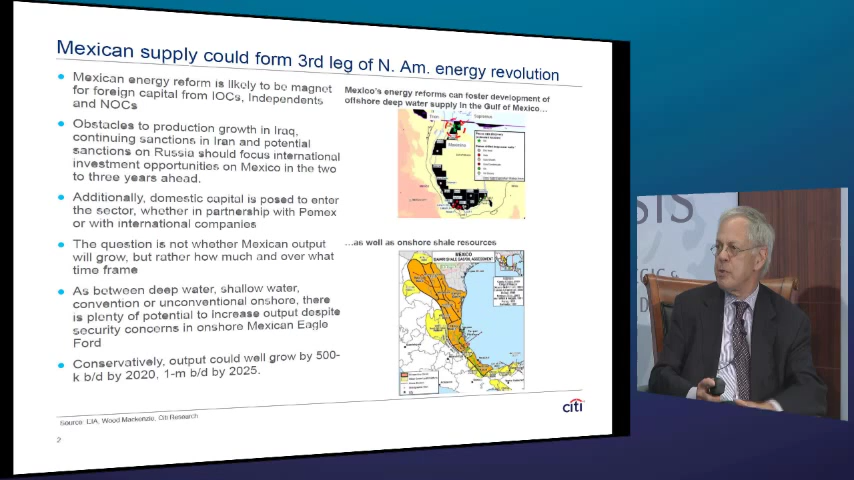 Mexican supply could form 3rd leg of N. Am. energy revolution
Mexican energy reform is likely to be magnet
for foreign capital from IOCs, Independents
and NOCs
Obstacles to production growth in Iraq,
continuing sanctions in Iran and potential
sanctions on Russia should focus international
investment opportunities on Mexico in the two
to three years ahead.
Additionally, domestic capital is posed to enter
the sector, whether in partnership with Pemex
or with international companies
The question is not whether Mexican output
will grow, but rather how much and over what
time frame
As between deep water, shallow water,
convention or unconventional onshore, there
is plenty of potential to increase output despite
security concerns in onshore Mexican Eagle
Ford
Conservatively, output could well grow by 500-
k b/d by 2020, 1-m b/d by 2025.
Mexico's energy reforms can foster development of
offshore deep water supply in the Gulf of Mexico...
...as well as onshore shale resources
MEXICO
Source: EIA, Wood Mackenzie, Citi Research
2
citi
SIS
GIC &